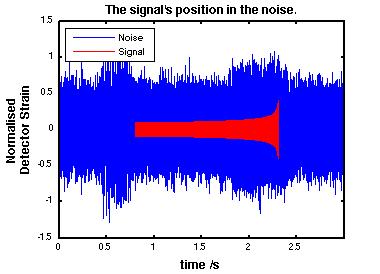 The signal's position in the noise.
Noise
Signal
Normalised
Detector Strain
1.5
1
0.5
0
-0.5
-1
-1.5
0
0.5
1
1.5
2
2.5
time /s